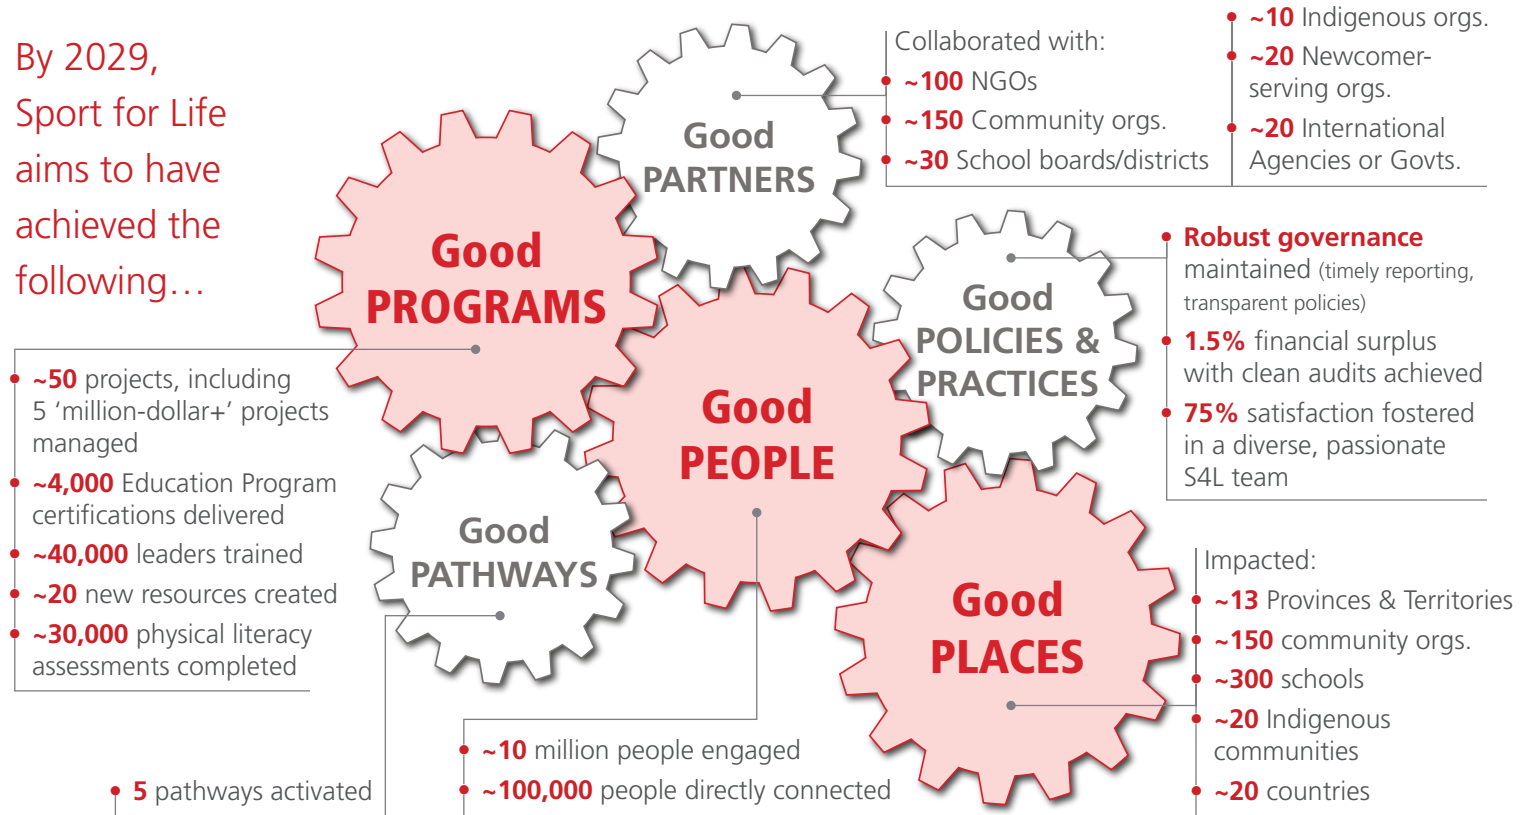 By 2029,
Sport for Life
aims to have
achieved the
following…
Good
PROGRAMS
~50 projects, including
5 ‘million-dollar+’ projects
managed
~4,000 Education Program
certifications delivered
~40,000 leaders trained
~20 new resources created
~30,000 physical literacy
assessments completed
Good
PARTNERS
Collaborated with:
~100 NGOs
~150 Community orgs.
~30 School boards/districts
~10 Indigenous orgs.
~20 Newcomer-
serving orgs.
~20 International
Agencies or Govts.
Good
POLICIES &
PRACTICES
Robust governance
maintained (timely reporting,
transparent policies)
1.5% financial surplus
with clean audits achieved
75% satisfaction fostered
in a diverse, passionate
S4L team
Good
PEOPLE
~10 million people engaged
~100,000 people directly connected
Good
PATHWAYS
5 pathways activated
Good
PLACES
Impacted:
~13 Provinces & Territories
~150 community orgs.
~300 schools
~20 Indigenous
communities
~20 countries